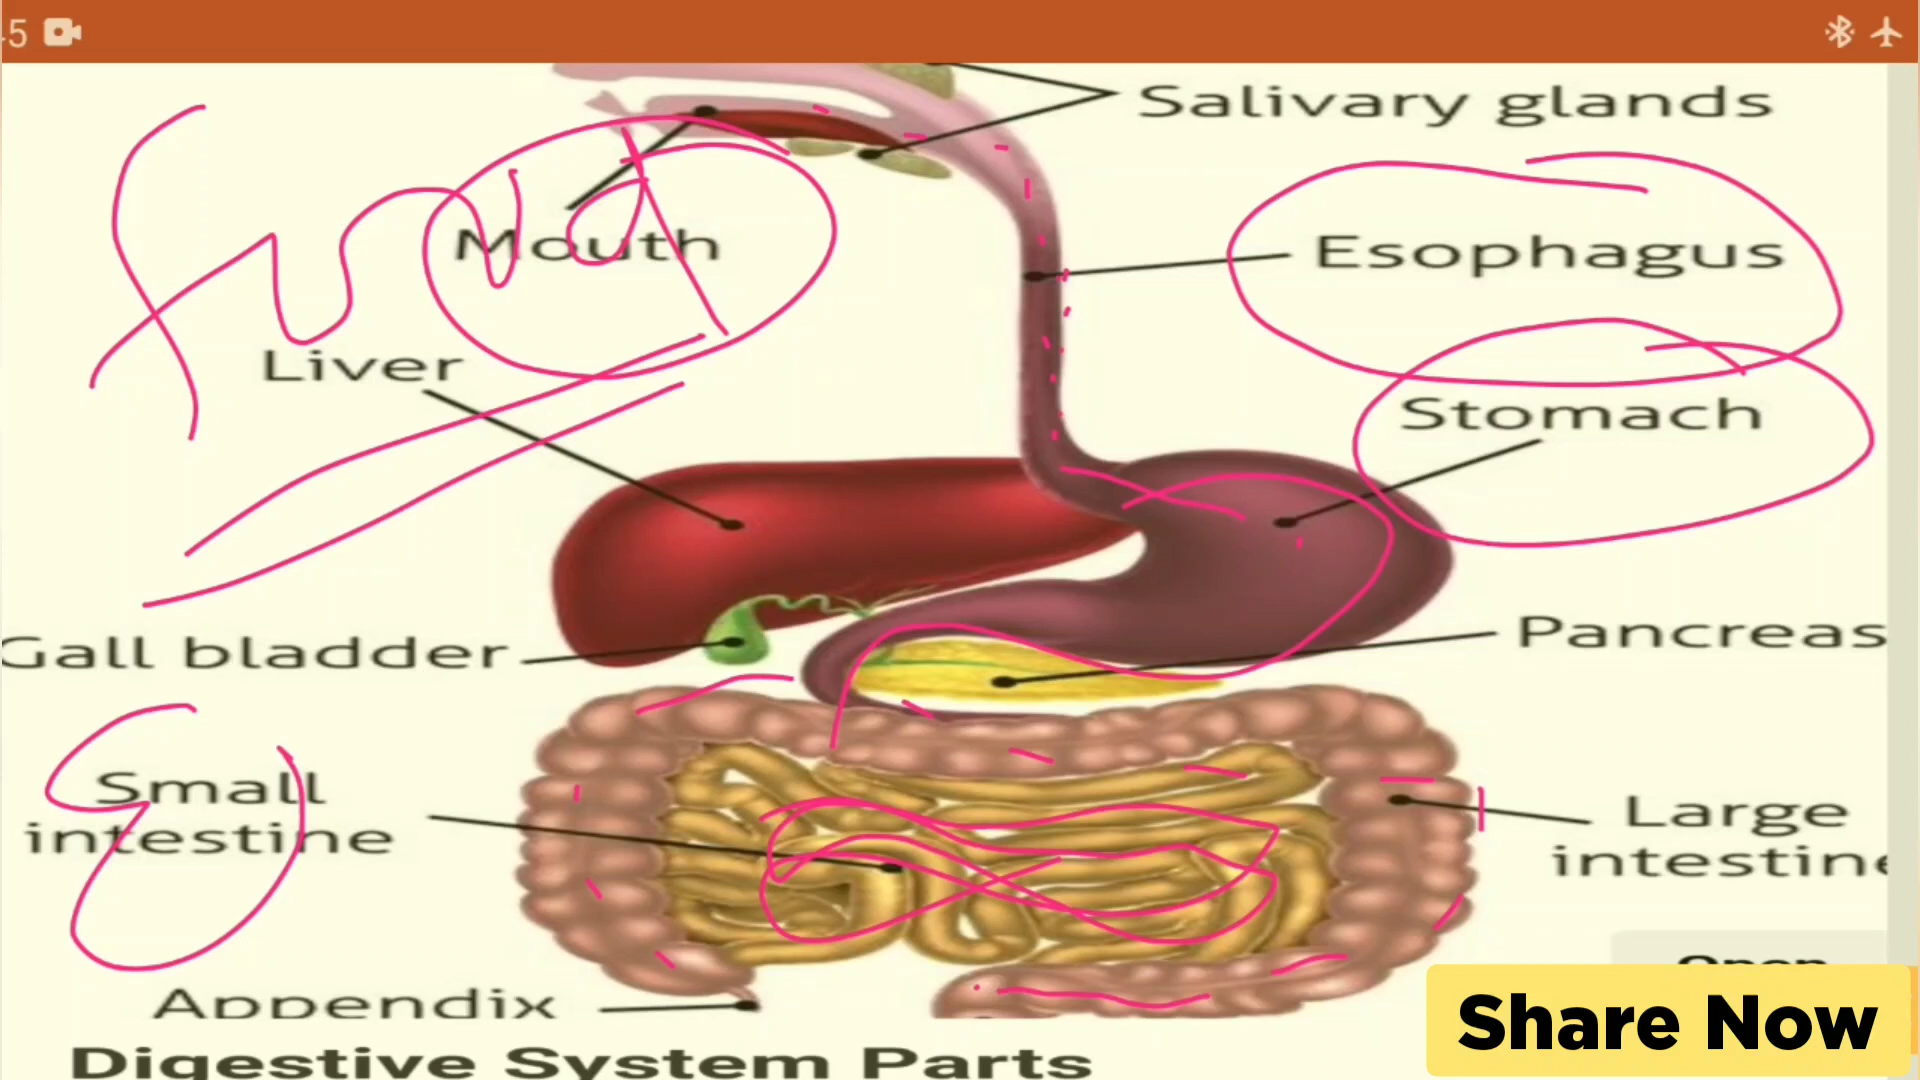 5
Salivary glands
Mouth
Esophagus
Liver
Stomach
Gall bladder
Pancreas
Small
intestine
Large
intestine
Appendix
Open
Share Now
Digestive System Parts